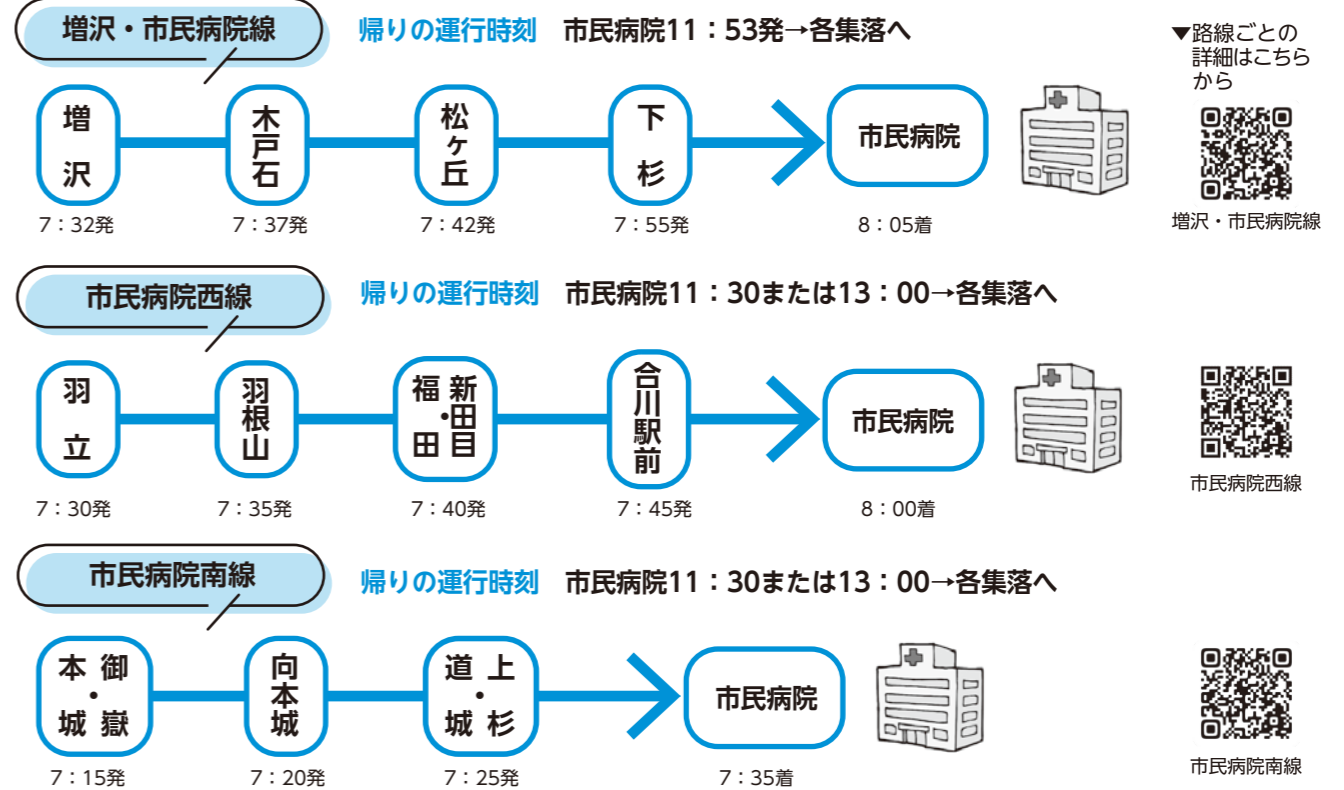 増沢・市民病院線
帰りの運行時刻 市民病院11：53発→各集落へ
▼路線ごとの
詳細はこちら
から
増沢
木戸石
松ヶ丘
下杉
市民病院
7：32発
7：37発
7：42発
7：55発
8：05着
増沢・市民病院線
市民病院西線
帰りの運行時刻 市民病院11：30または13：00→各集落へ
羽立
羽根山
新田目・
福田
合川駅前
市民病院
7：30発
7：35発
7：40発
7：45発
8：00着
市民病院西線
市民病院南線
帰りの運行時刻 市民病院11：30または13：00→各集落へ
御嶽・
本城
向本城
上杉・
道城
市民病院
7：15発
7：20発
7：25発
7：35着
市民病院南線